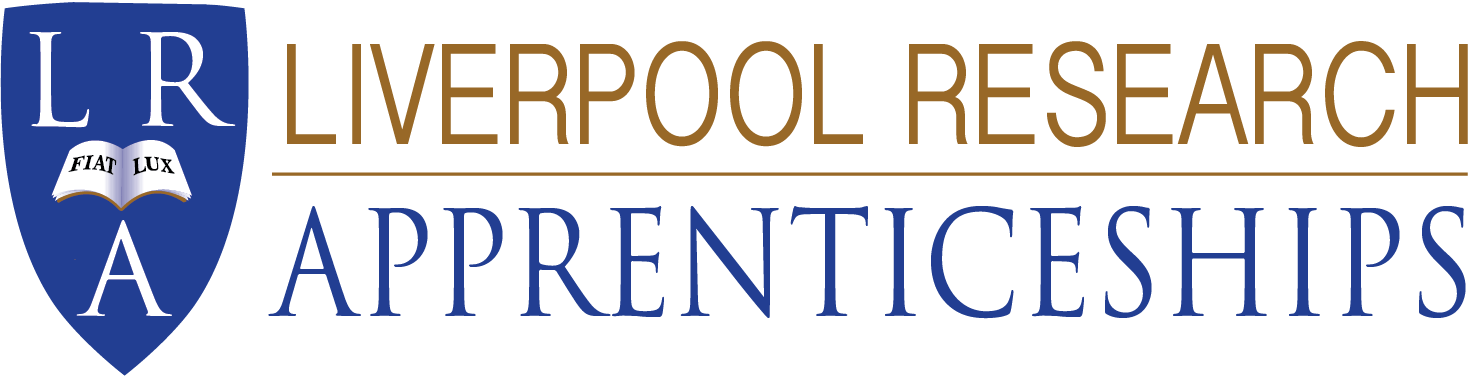 L R
FIAT LUX
A
LIVERPOOL RESEARCH
APPRENTICESHIPS